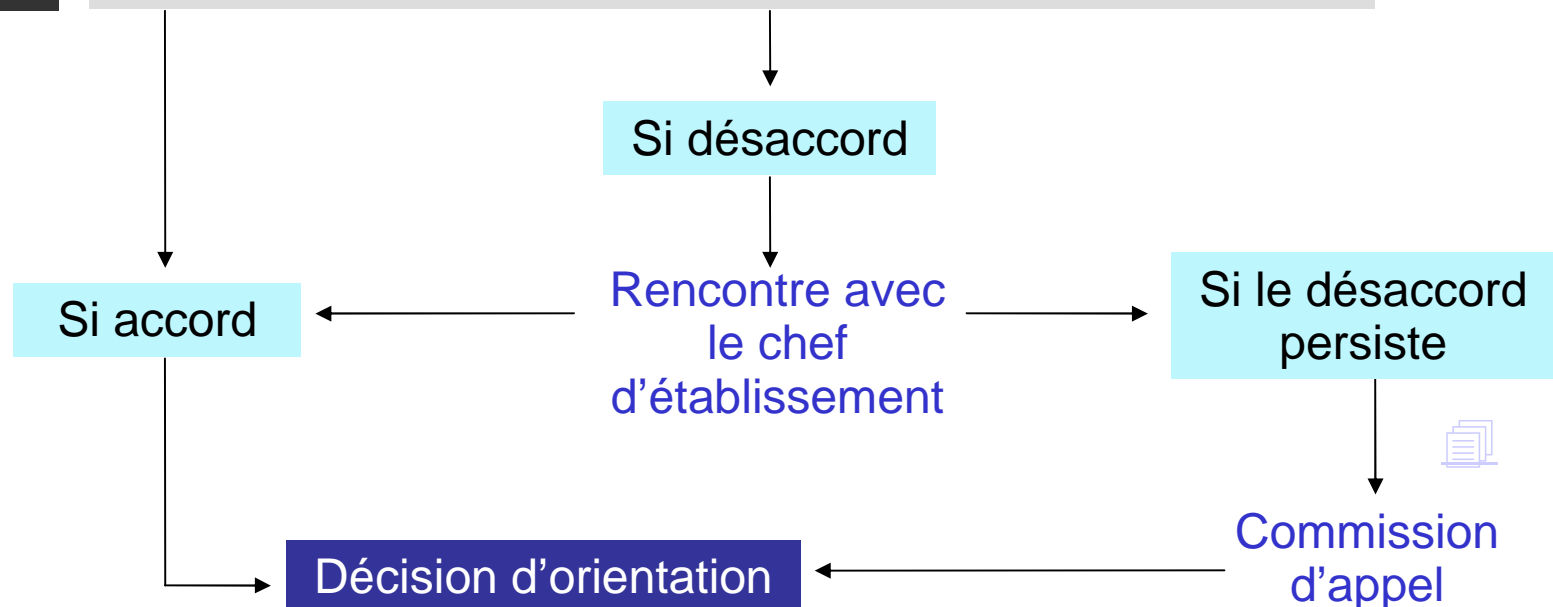 Si désaccord
Si accord
Rencontre avec
le chef
d’établissement
Si le désaccord
persiste
Commission
d’appel
Décision d’orientation